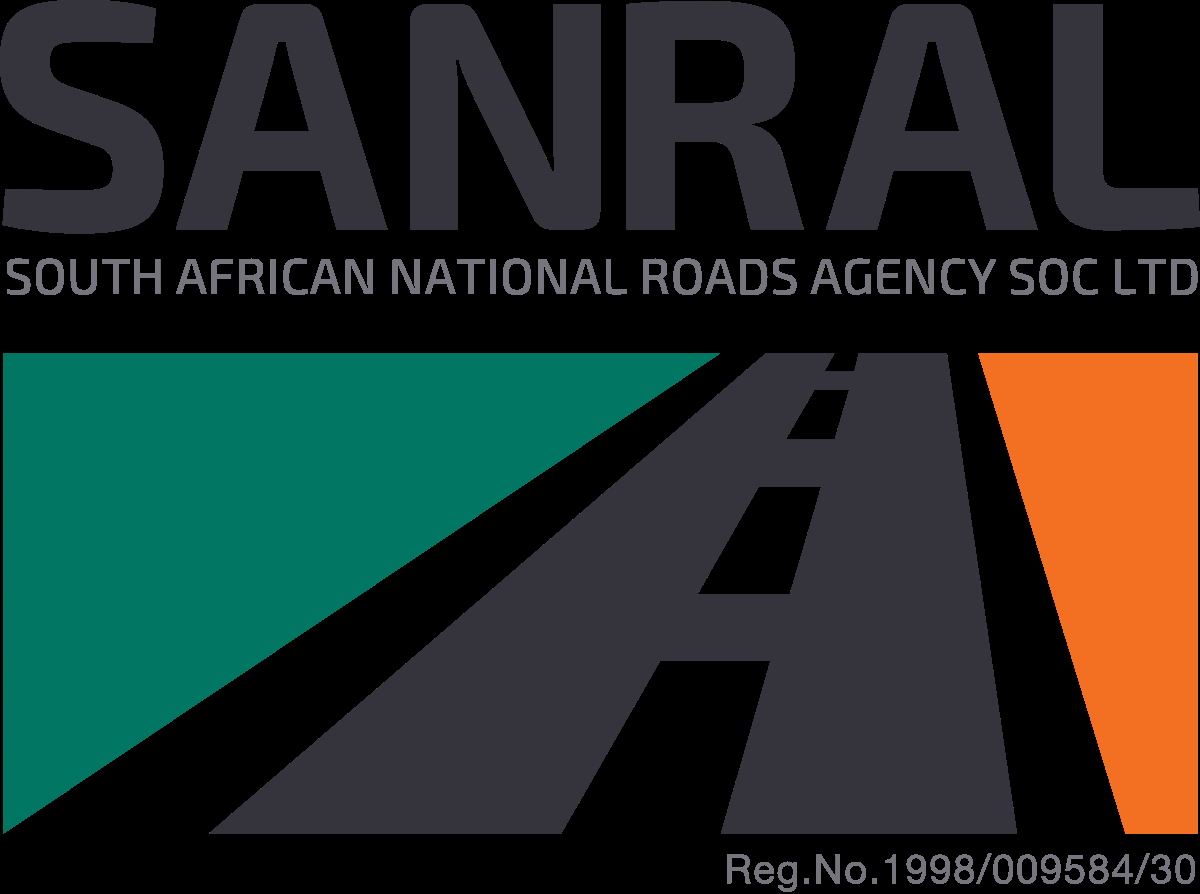 SANRAL
SOUTH AFRICAN NATIONAL ROADS AGENCY SOC LTD
Reg.No.1998/009584/30